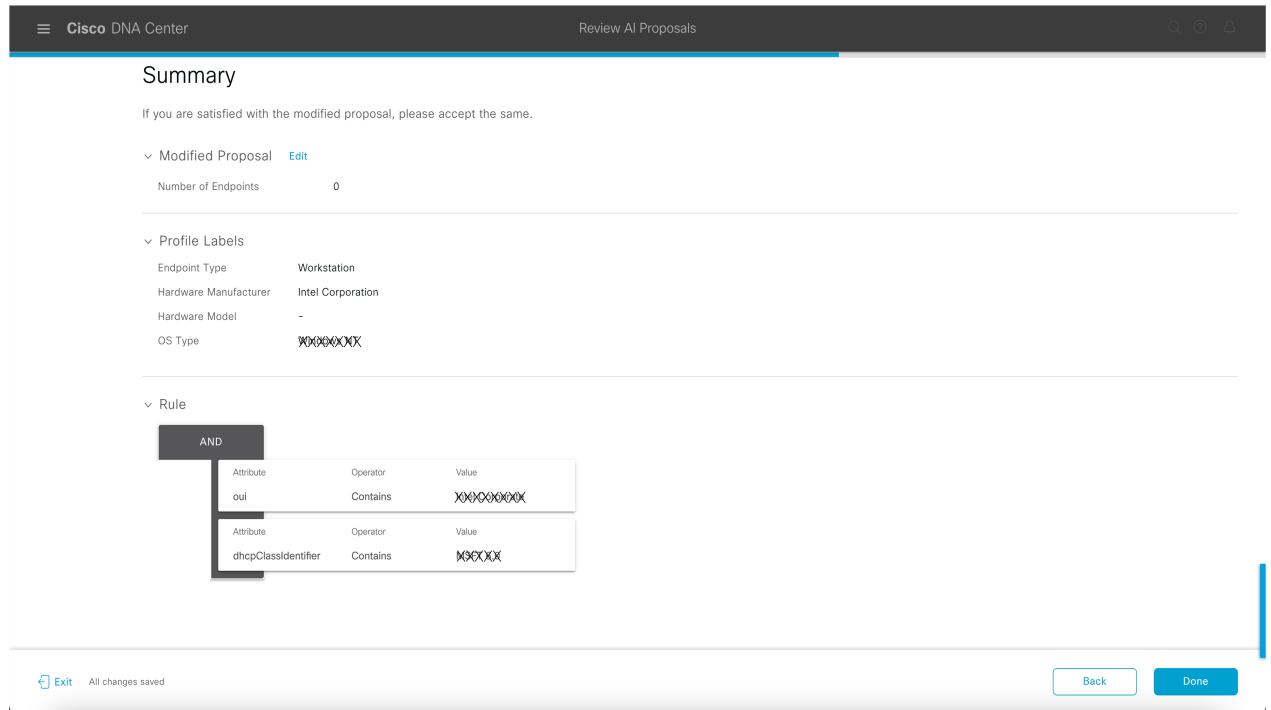 Cisco DNA Center
Review AI Proposals
Summary
If you are satisfied with the modified proposal, please accept the same.
Modified Proposal Edit
Number of Endpoints 0
Profile Labels
Endpoint Type Workstation
Hardware Manufacturer Intel Corporation
Hardware Model -
OS Type
Rule
AND
Attribute Operator Value
oui Contains
Attribute Operator Value
dhcpClassIdentifier Contains
Exit All changes saved
Back Done